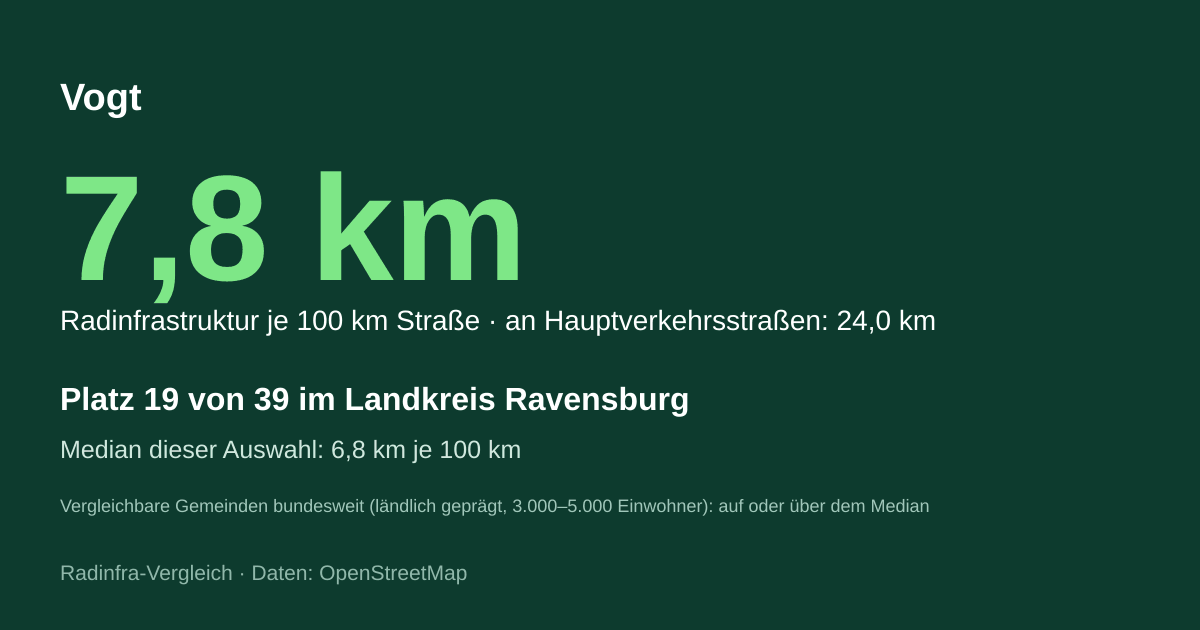 Vogt
7,8 km
Radinfrastruktur je 100 km Straße · an Hauptverkehrsstraßen: 24,0 km
Platz 19 von 39 im Landkreis Ravensburg
Median dieser Auswahl: 6,8 km je 100 km
Vergleichbare Gemeinden bundesweit (ländlich geprägt, 3.000–5.000 Einwohner): auf oder über dem Median
Radinfra-Vergleich · Daten: OpenStreetMap